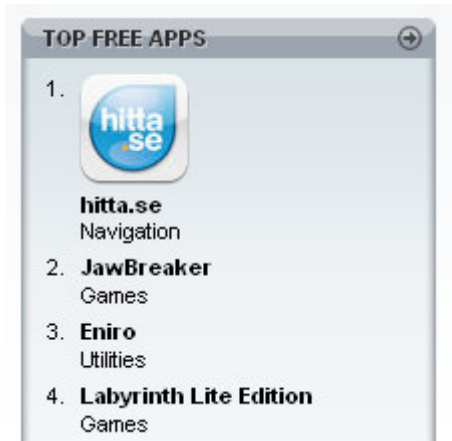 TOP FREE APPS
1.
hitta
.se
hitta.se
Navigation
2. JawBreaker
Games
3. Eniro
Utilities
4. Labyrinth Lite Edition
Games